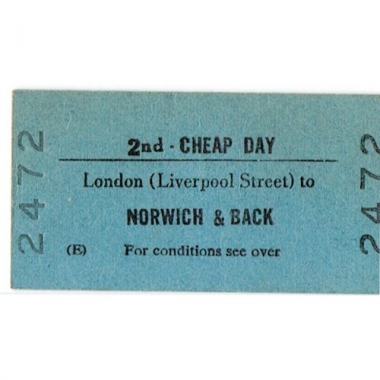 2nd - CHEAP DAY
London (Liverpool Street) to
NORWICH & BACK
(E) For conditions see over
2472
2472